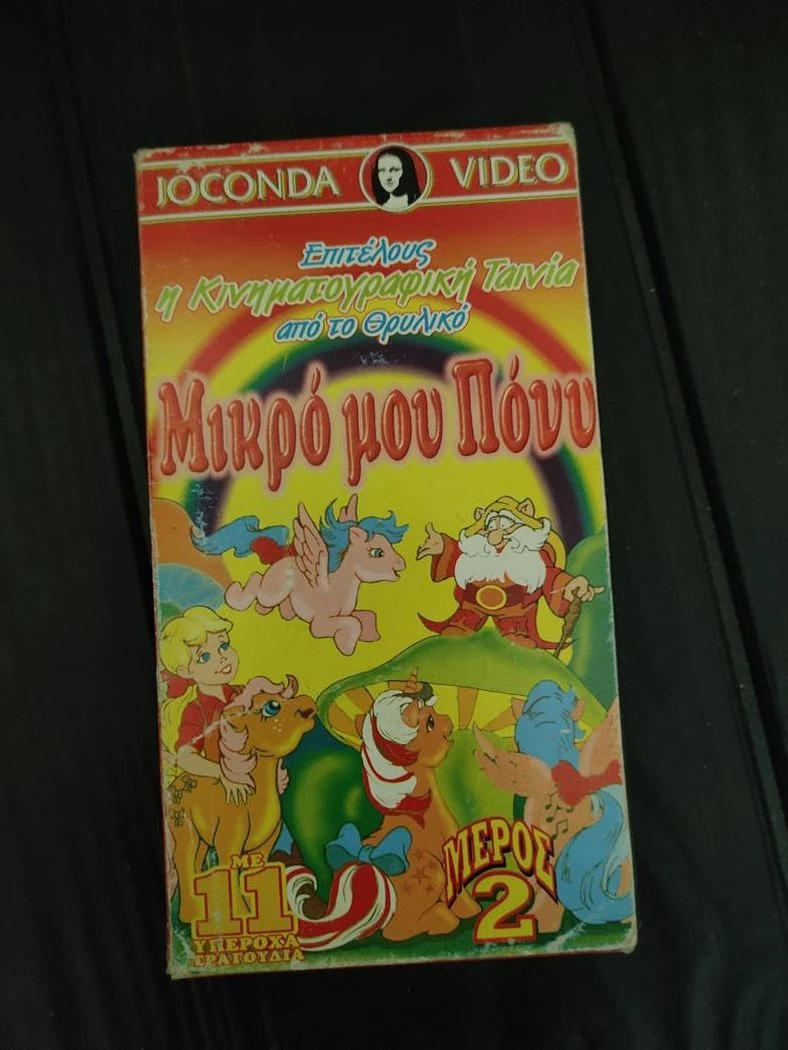 JOCONDA VIDEO
Επιτέλους
η Κινηματογραφική Ταινία
από το Θρυλικό
Μικρό μου Πόνυ
ΜΕ
11
ΥΠΕΡΟΧΑ
ΤΡΑΓΟΥΔΙΑ
ΜΕΡΟΣ
2